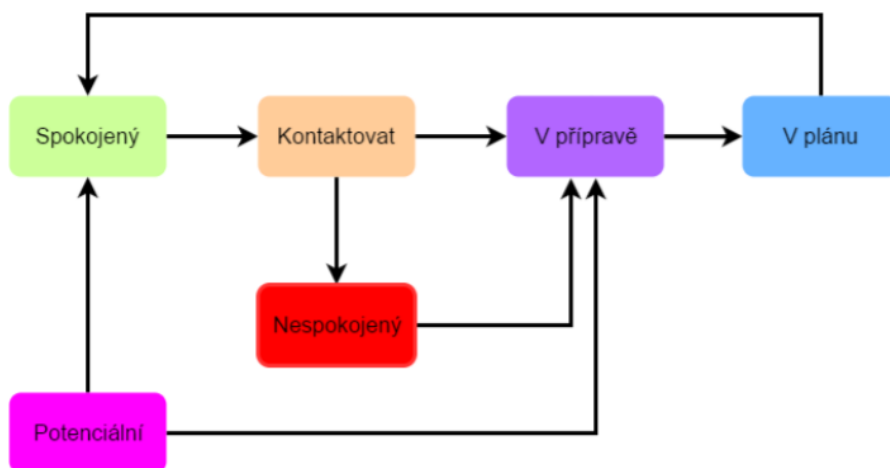 Spokojený
Kontaktovat
V přípravě
V plánu
Nespokojený
Potenciální